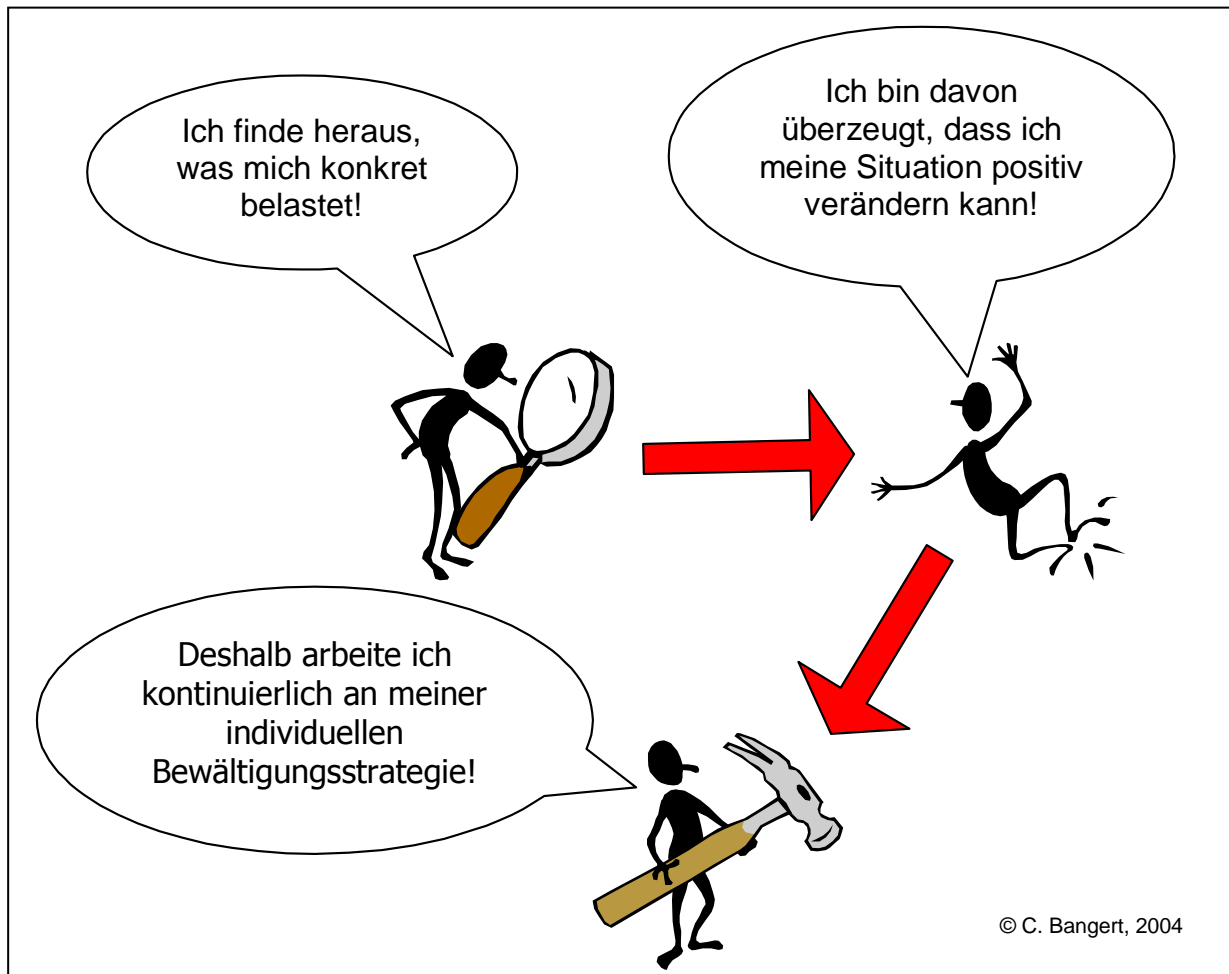 Ich finde heraus,
was mich konkret
belastet!
Ich bin davon
überzeugt, dass ich
meine Situation positiv
verändern kann!
Deshalb arbeite ich
kontinuierlich an meiner
individuellen
Bewältigungsstrategie!
© C. Bangert, 2004